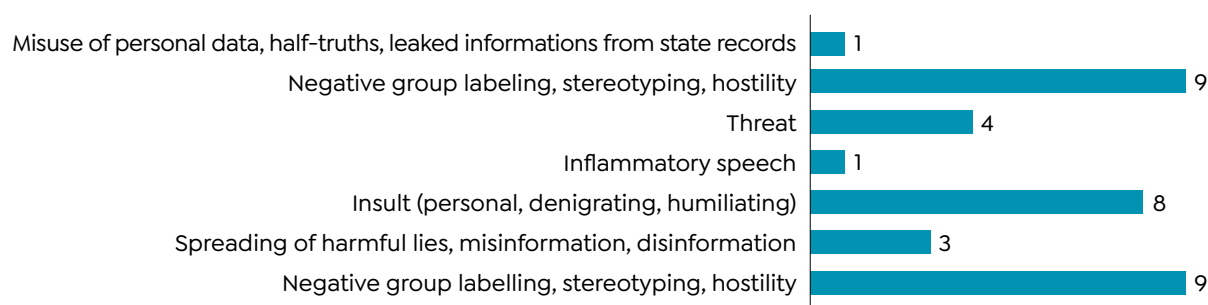 Misuse of personal data, half-truths, leaked informations from state records 1
Negative group labeling, stereotyping, hostility 9
Threat 4
Inflammatory speech 1
Insult (personal, denigrating, humiliating) 8
Spreading of harmful lies, misinformation, disinformation 3
Negative group labelling, stereotyping, hostility 9